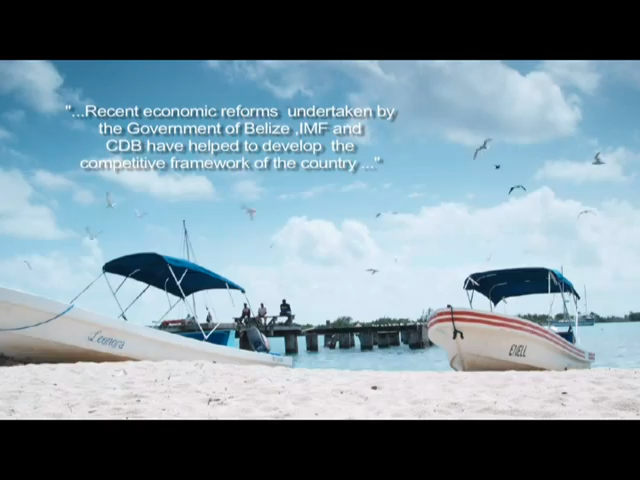 "...Recent economic reforms undertaken by
the Government of Belize ,IMF and
CDB have helped to develop the
competitive framework of the country ..."
ENELL